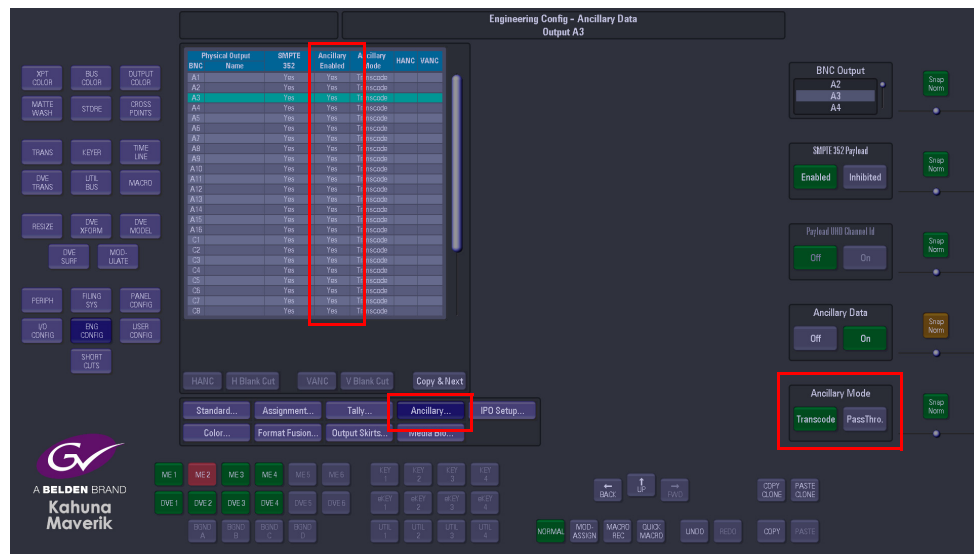 Engineering Config - Ancillary Data
Output A3
Physical Output SMPTE Ancillary Ancillary HANC VANC
BNC Name 352 Enabled Mode
A1 Yes Yes Transcode
A2 Yes Yes Transcode
A3 Yes Yes Transcode
A4 Yes Yes Transcode
A5 Yes Yes Transcode
A6 Yes Yes Transcode
A7 Yes Yes Transcode
A8 Yes Yes Transcode
A9 Yes Yes Transcode
A10 Yes Yes Transcode
A11 Yes Yes Transcode
A12 Yes Yes Transcode
A13 Yes Yes Transcode
A14 Yes Yes Transcode
A15 Yes Yes Transcode
A16 Yes Yes Transcode
C1 Yes Yes Transcode
C2 Yes Yes Transcode
C3 Yes Yes Transcode
C4 Yes Yes Transcode
C5 Yes Yes Transcode
C6 Yes Yes Transcode
C7 Yes Yes Transcode
C8 Yes Yes Transcode
HANC H Blank Cut VANC V Blank Cut Copy & Next
Standard... Assignment... Tally... Ancillary... IPO Setup...
Color... Format Fusion... Output Skirts... Media Bio...
XPT COLOR
BUS COLOR
OUTPUT COLOR
MATTE WASH
STORE
CROSS POINTS
TRANS
KEYER
TIME LINE
DVE TRANS
UTIL BUS
MACRO
RESIZE
DVE XFORM
DVE MODEL
DVE SURF
MOD- ULATE
PERIPH
FILING SYS
PANEL CONFIG
I/O CONFIG
ENG CONFIG
USER CONFIG
SHORT CUTS
BNC Output
A2
A3
A4
Snap Norm
SMPTE 352 Payload
Enabled Inhibited
Snap Norm
Payload UHD Channel Id
Off On
Snap Norm
Ancillary Data
Off On
Snap Norm
Ancillary Mode
Transcode PassThro.
Snap Norm
GV
A BELDEN BRAND
Kahuna
Maverik
ME 1 ME 2 ME 3 ME 4 ME 5 ME 6
KEY 1 KEY 2 KEY 3 KEY 4
DVE 1 DVE 2 DVE 3 DVE 4 DVE 5 DVE 6
BGND A BGND B BGND C BGND D
UTIL 1 UTIL 2 UTIL 3 UTIL 4
BACK UP FWD
COPY CLONE PASTE CLONE
NORMAL MOD- ASSIGN MACRO REC QUICK MACRO UNDO REDO COPY PASTE